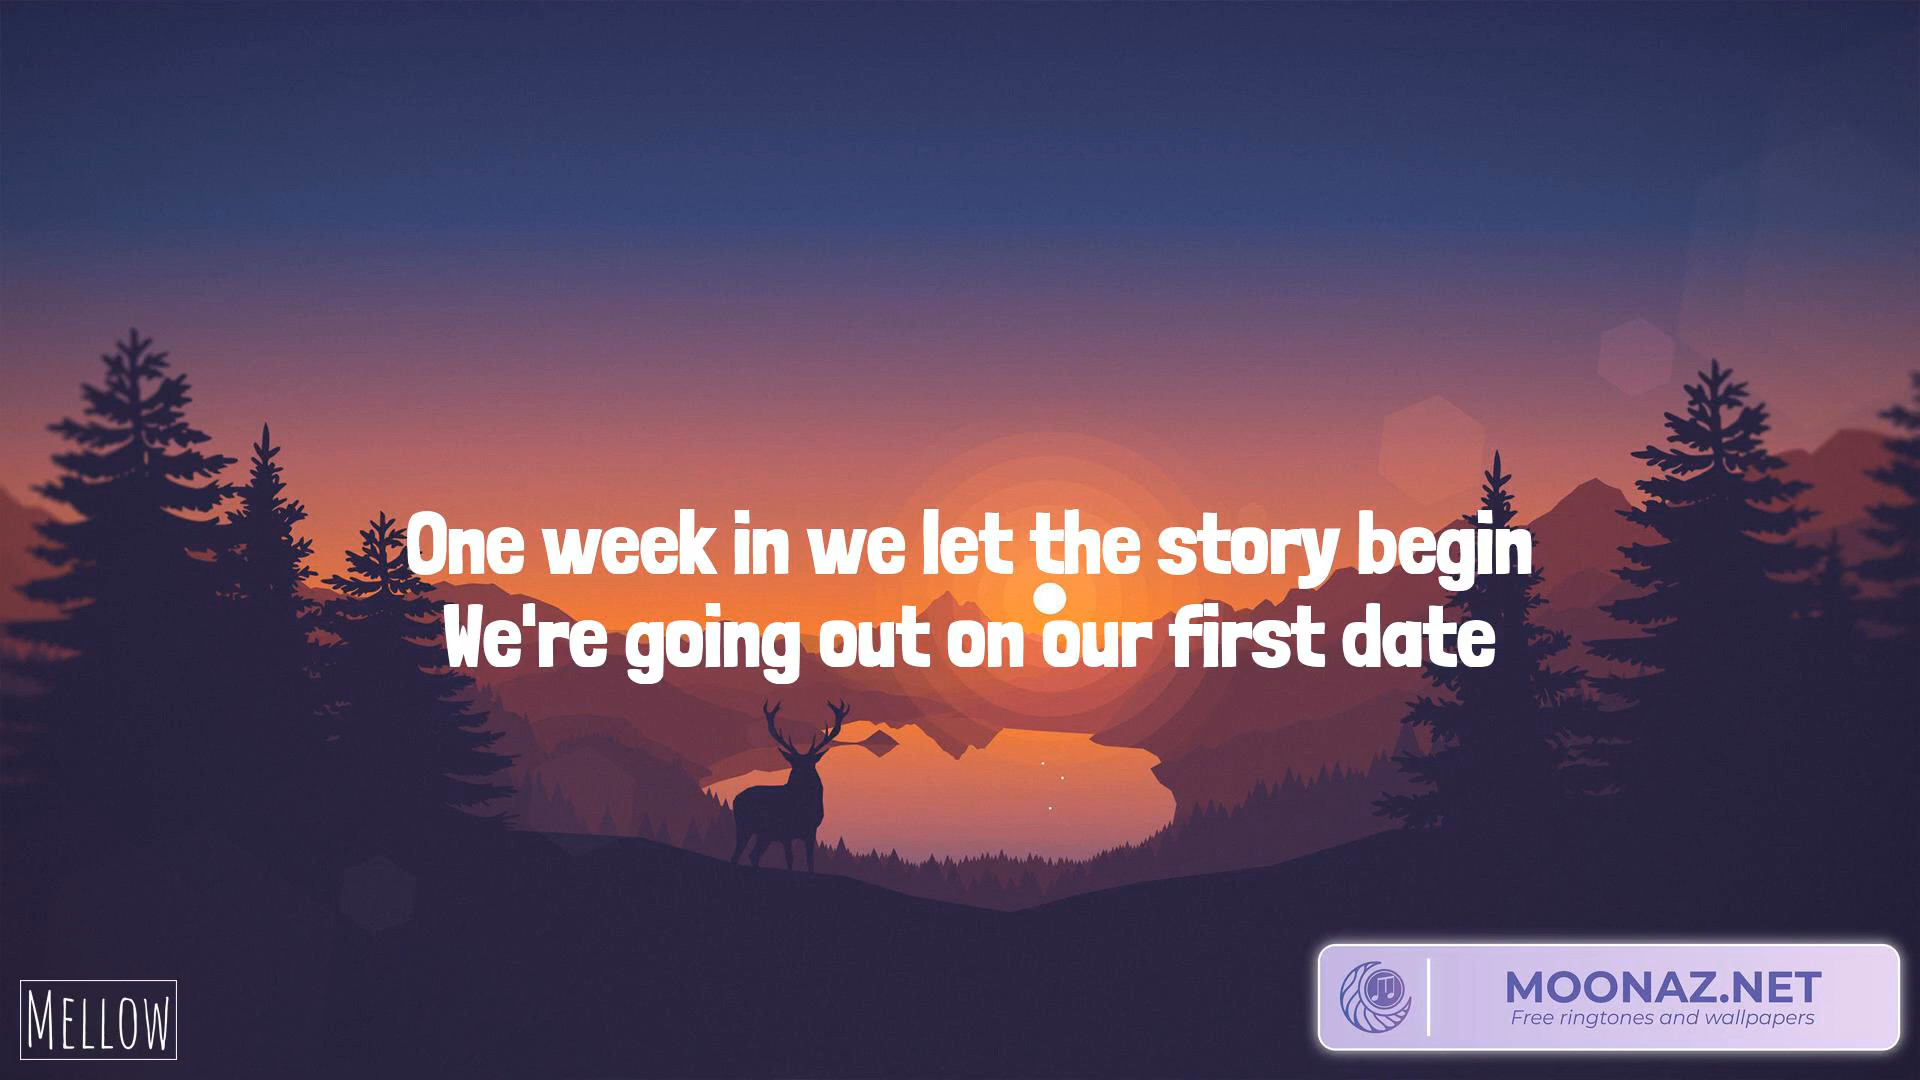 One week in we let the story begin
We're going out on our first date
MELLOW
MOONAZ.NET
Free ringtones and wallpapers